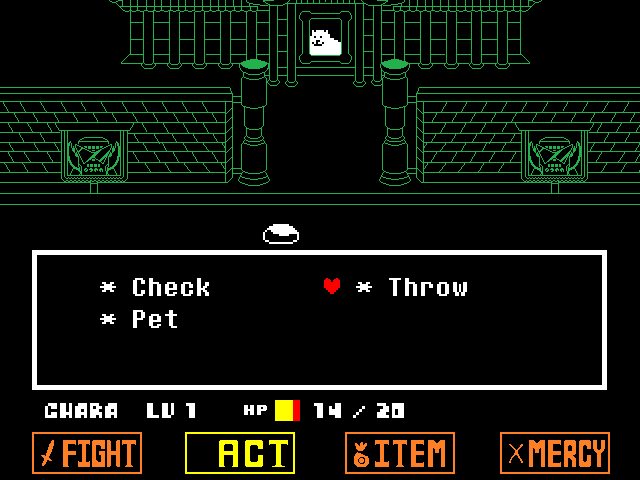 * Check * Throw
* Pet
CHARA LV 1 HP 14 / 20
FIGHT ACT ITEM MERCY